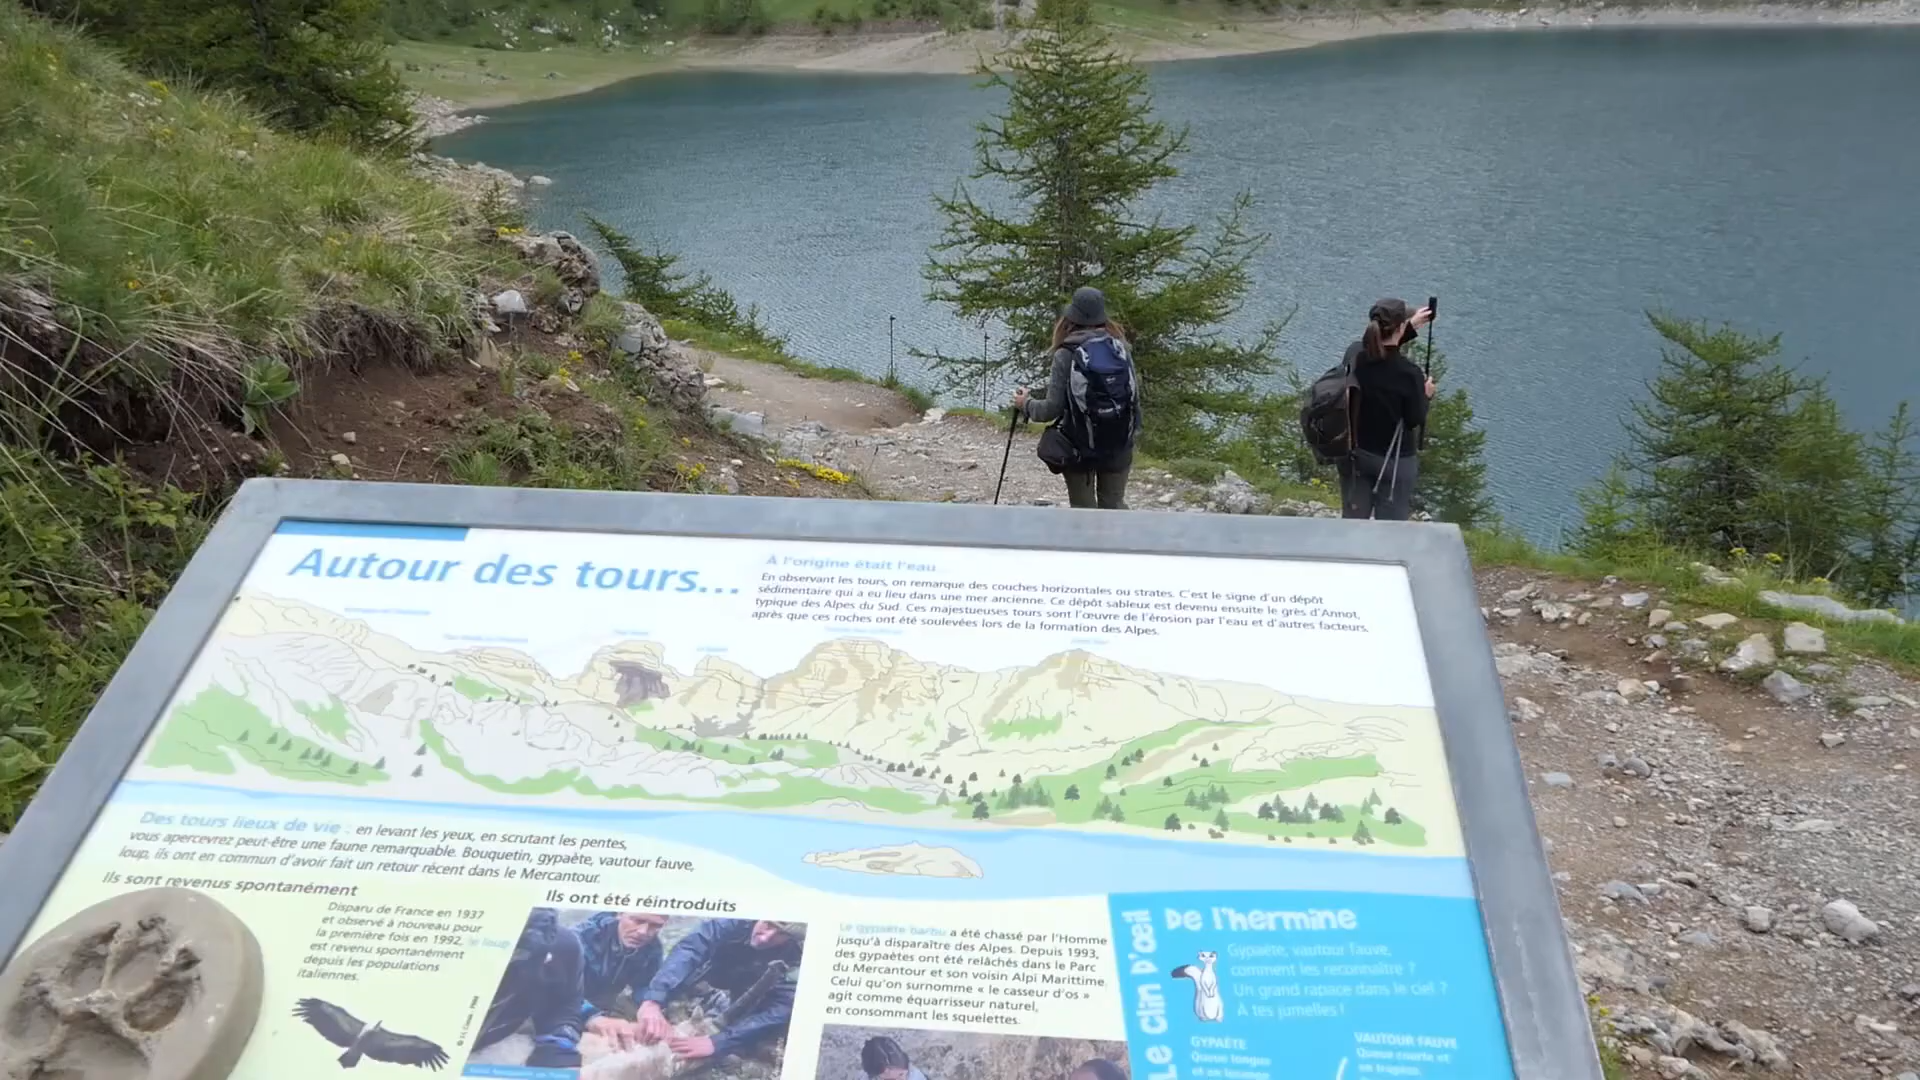 Autour des tours...
À l'origine était l'eau
En observant les tours, on remarque des couches horizontales ou strates. C'est le signe d'un dépôt
sédimentaire qui a eu lieu dans une mer ancienne. Ce dépôt sableux est devenu ensuite le grès d'Annot,
typique des Alpes du Sud. Ces majestueuses tours sont l'œuvre de l'érosion par l'eau et d'autres facteurs,
après que ces roches ont été soulevées lors de la formation des Alpes.
Des tours lieux de vie : en levant les yeux, en scrutant les pentes,
vous apercevrez peut-être une faune remarquable. Bouquetin, gypaète, vautour fauve,
loup, ils ont en commun d'avoir fait un retour récent dans le Mercantour.
Ils sont revenus spontanément
Disparu de France en 1937
et observé à nouveau pour
la première fois en 1992, le loup
est revenu spontanément
depuis les populations
italiennes.
Ils ont été réintroduits
Le gypaète barbu a été chassé par l'Homme
jusqu'à disparaître des Alpes. Depuis 1993,
des gypaètes ont été relâchés dans le Parc
du Mercantour et son voisin Alpi Marittime.
Celui qu'on surnomme « le casseur d'os »
agit comme équarrisseur naturel,
en consommant les squelettes.
Le clin d'œil
De l'hermine
Gypaète, vautour fauve,
comment les reconnaître ?
Un grand rapace dans le ciel ?
À tes jumelles !
GYPAÈTE
Queue longue
et en losange
VAUTOUR FAUVE
Queue courte et
en trapèze.